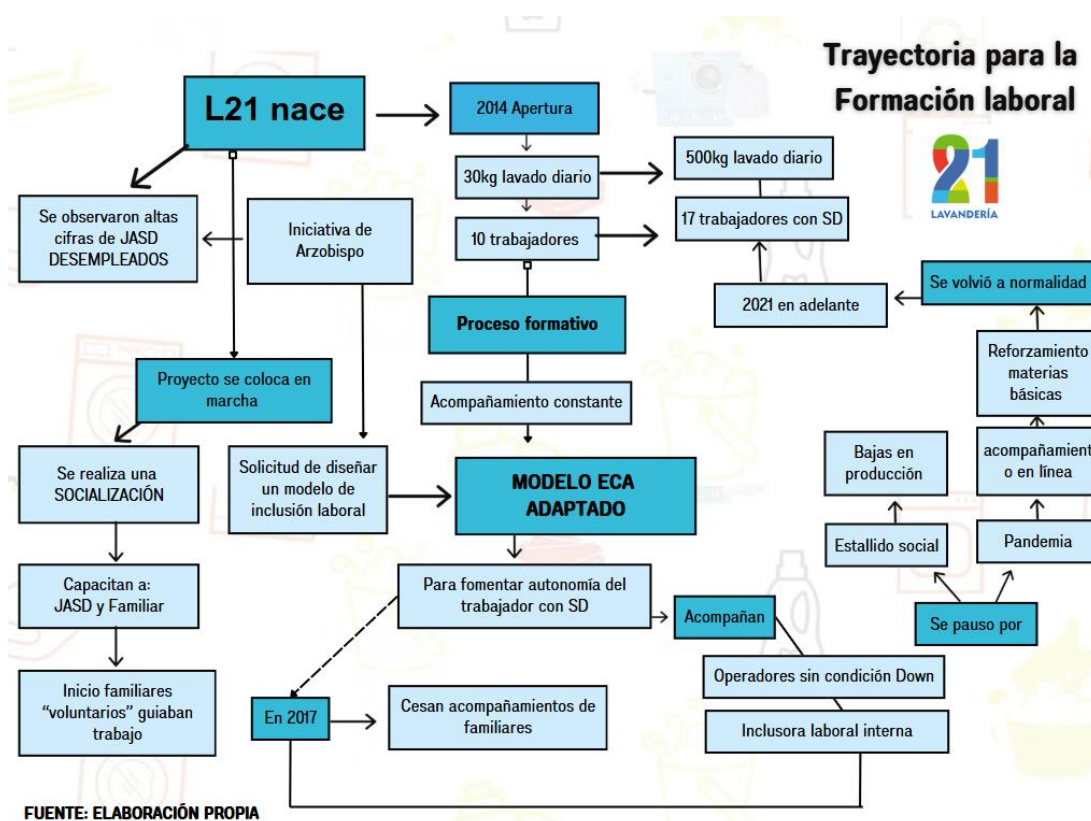 Trayectoria para la
Formación laboral
21
LAVANDERÍA
L21 nace
2014 Apertura
30kg lavado diario
500kg lavado diario
10 trabajadores
17 trabajadores con SD
Se observaron altas
cifras de JASD
DESEMPLEADOS
Iniciativa de
Arzobispo
2021 en adelante
Se volvió a normalidad
Proceso formativo
Reforzamiento
materias
básicas
Proyecto se coloca en
marcha
Acompañamiento constante
Se realiza una
SOCIALIZACIÓN
Solicitud de diseñar
un modelo de
inclusión laboral
MODELO ECA
ADAPTADO
Bajas en
producción
acompañamient
o en línea
Estallido social
Pandemia
Capacitan a:
JASD y Familiar
Para fomentar autonomía del
trabajador con SD
Acompañan
Se pauso por
Inicio familiares
“voluntarios” guiaban
trabajo
En 2017
Cesan acompañamientos de
familiares
Operadores sin condición Down
Inclusora laboral interna
FUENTE: ELABORACIÓN PROPIA